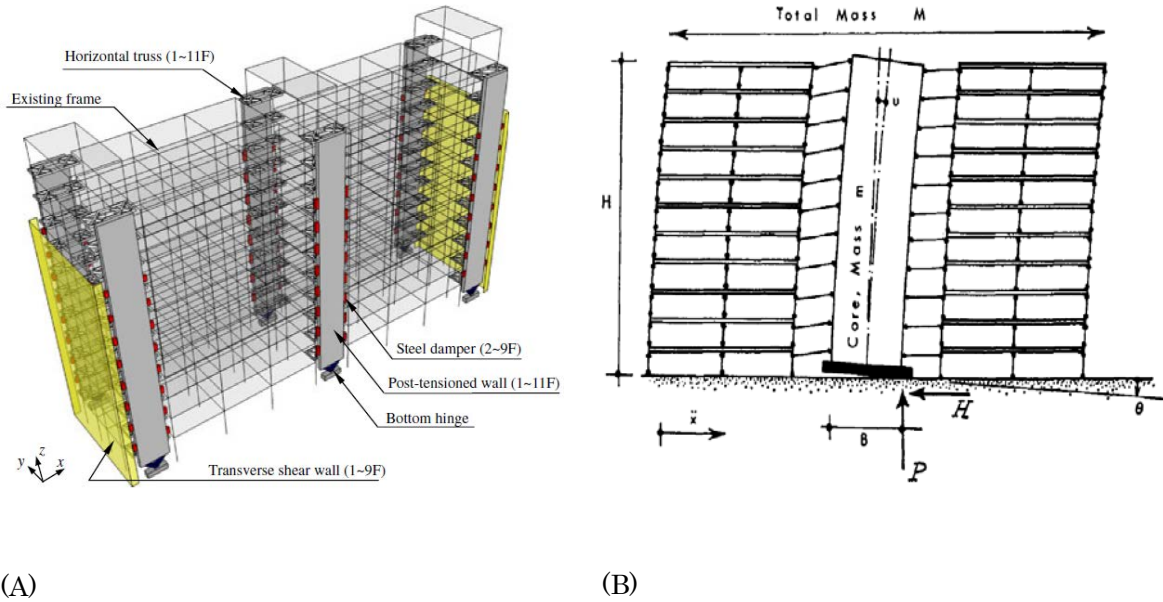 Horizontal truss (1~11F)
Existing frame
Steel damper (2~9F)
Post-tensioned wall (1~11F)
Bottom hinge
Transverse shear wall (1~9F)
y z x
(A)
Total Mass M
H
U
Core, Mass m
θ
H
ẍ
B
P
(B)